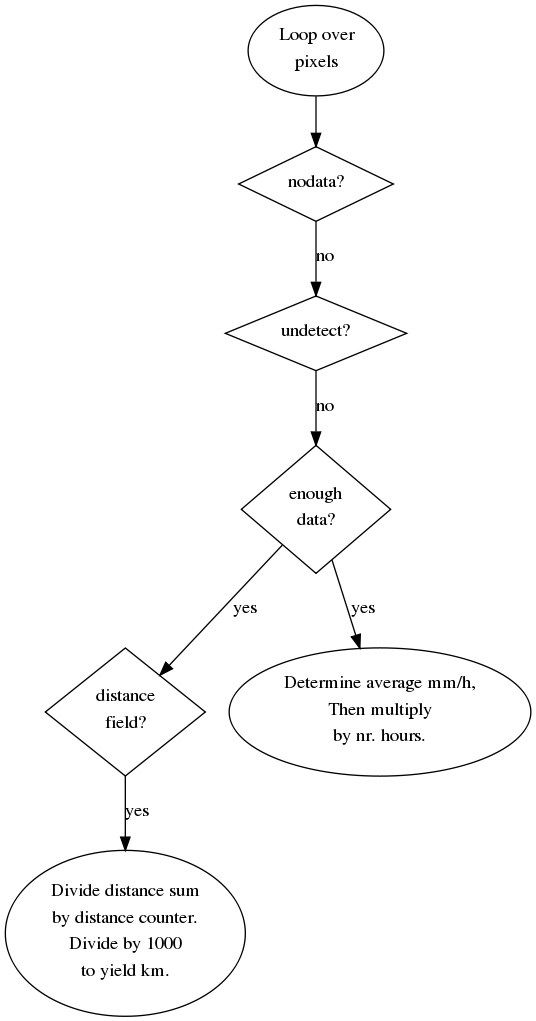 Loop over
pixels
nodata?
no
undetect?
no
enough
data?
yes
yes
distance
field?
Determine average mm/h,
Then multiply
by nr. hours.
yes
Divide distance sum
by distance counter.
Divide by 1000
to yield km.